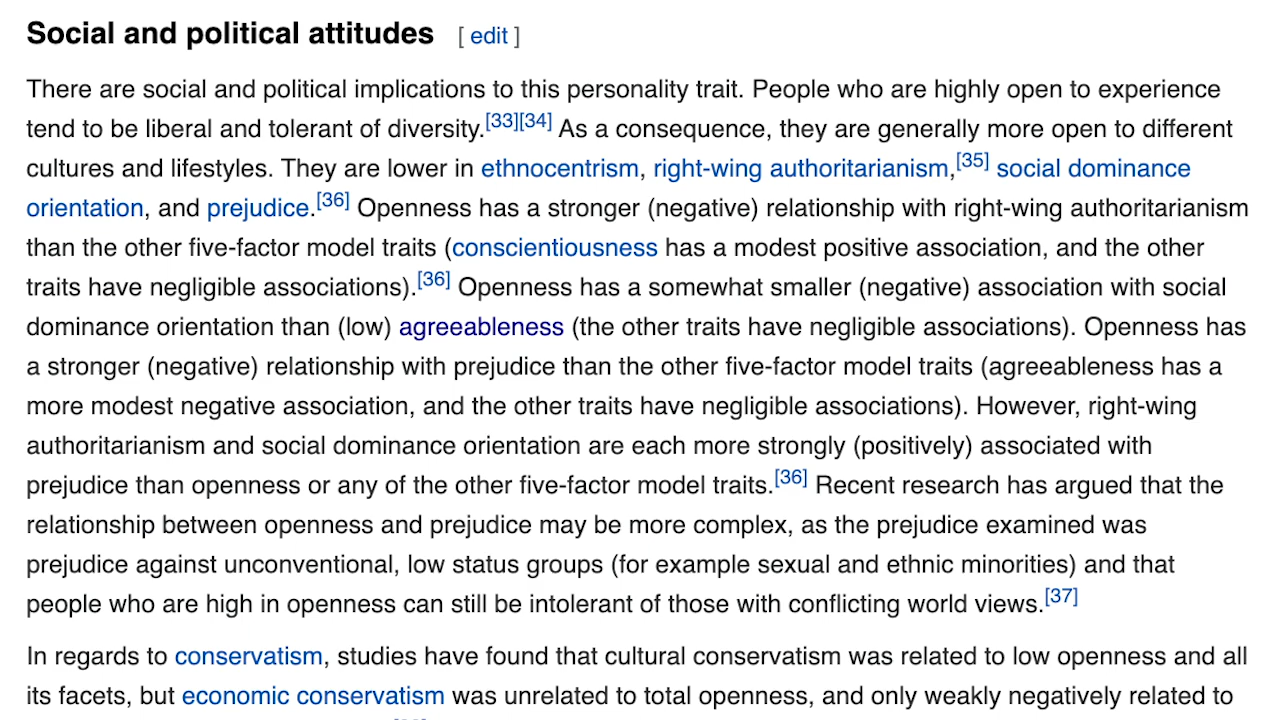 Social and political attitudes [ edit ]
There are social and political implications to this personality trait. People who are highly open to experience
tend to be liberal and tolerant of diversity.[33][34] As a consequence, they are generally more open to different
cultures and lifestyles. They are lower in ethnocentrism, right-wing authoritarianism,[35] social dominance
orientation, and prejudice.[36] Openness has a stronger (negative) relationship with right-wing authoritarianism
than the other five-factor model traits (conscientiousness has a modest positive association, and the other
traits have negligible associations).[36] Openness has a somewhat smaller (negative) association with social
dominance orientation than (low) agreeableness (the other traits have negligible associations). Openness has
a stronger (negative) relationship with prejudice than the other five-factor model traits (agreeableness has a
more modest negative association, and the other traits have negligible associations). However, right-wing
authoritarianism and social dominance orientation are each more strongly (positively) associated with
prejudice than openness or any of the other five-factor model traits.[36] Recent research has argued that the
relationship between openness and prejudice may be more complex, as the prejudice examined was
prejudice against unconventional, low status groups (for example sexual and ethnic minorities) and that
people who are high in openness can still be intolerant of those with conflicting world views.[37]
In regards to conservatism, studies have found that cultural conservatism was related to low openness and all
its facets, but economic conservatism was unrelated to total openness, and only weakly negatively related to